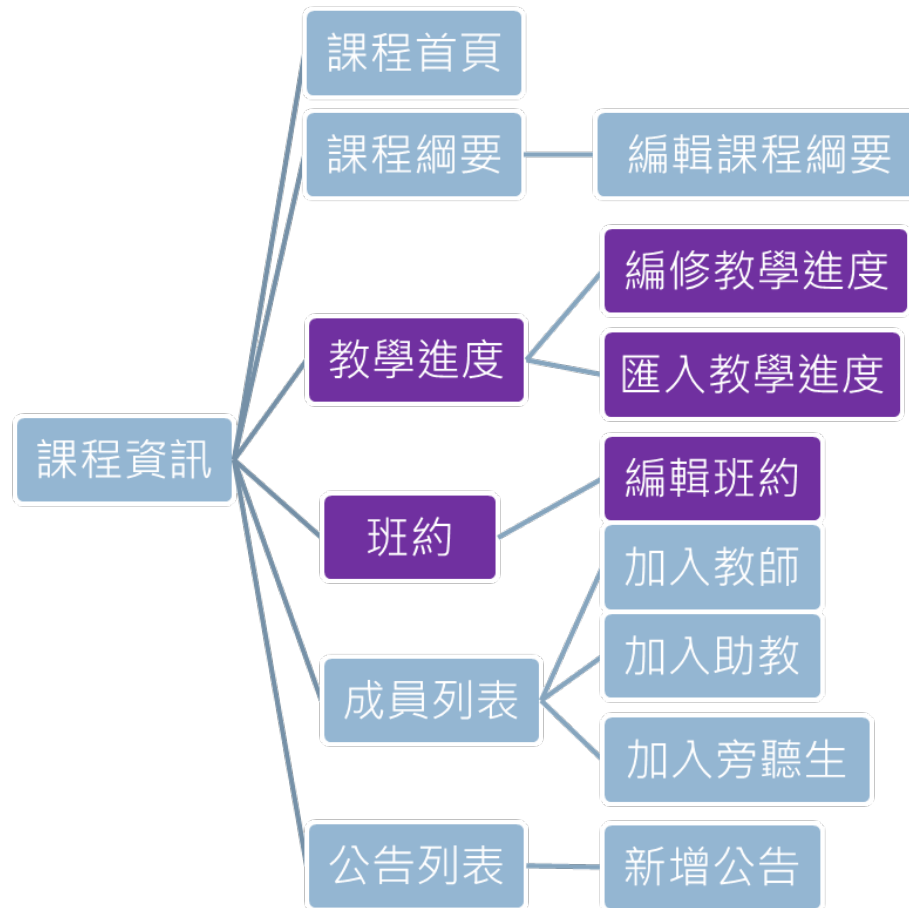 課程資訊
課程首頁
課程綱要
編輯課程綱要
教學進度
編修教學進度
匯入教學進度
班約
編輯班約
成員列表
加入教師
加入助教
加入旁聽生
公告列表
新增公告